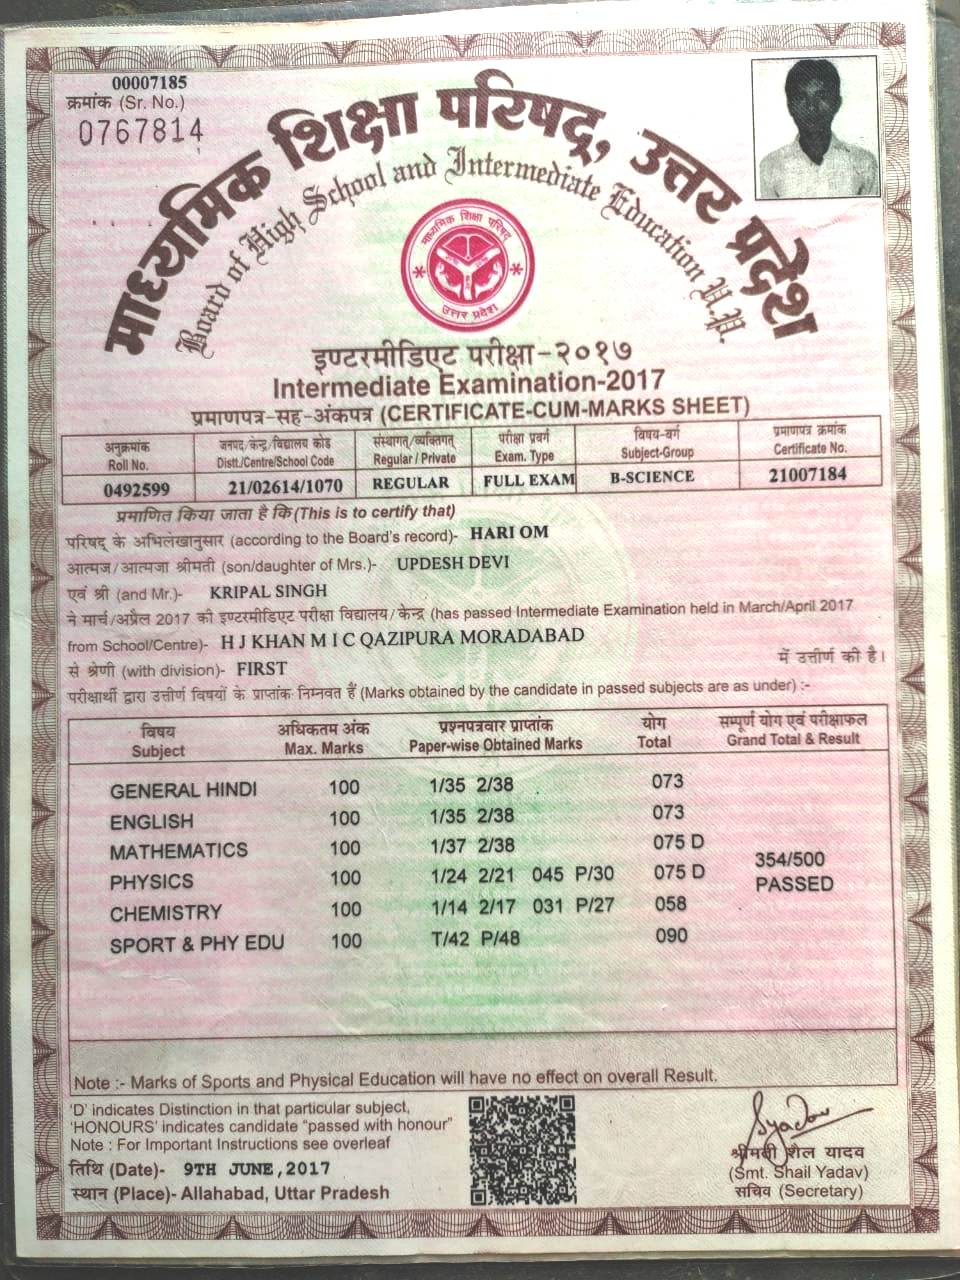 00007185
क्रमांक (Sr. No.)
0767814
माध्यमिक शिक्षा परिषद्, उत्तर प्रदेश
Board of High School and Intermediate Education U.P.
माध्यमिक शिक्षा परिषद्
उत्तर प्रदेश
इण्टरमीडिएट परीक्षा-२०१७
Intermediate Examination-2017
प्रमाणपत्र-सह-अंकपत्र (CERTIFICATE-CUM-MARKS SHEET)
अनुक्रमांक जनपद/केन्द्र/विद्यालय कोड संस्थागत/व्यक्तिगत परीक्षा प्रवर्ग विषय-वर्ग प्रमाणपत्र क्रमांक
Roll No. Distt./Centre/School Code Regular / Private Exam. Type Subject-Group Certificate No.
0492599 21/02614/1070 REGULAR FULL EXAM B-SCIENCE 21007184
प्रमाणित किया जाता है कि (This is to certify that)
परिषद् के अभिलेखानुसार (according to the Board's record)- HARI OM
आत्मज/आत्मजा श्रीमती (son/daughter of Mrs.)- UPDESH DEVI
एवं श्री (and Mr.)- KRIPAL SINGH
ने मार्च/अप्रैल 2017 की इण्टरमीडिएट परीक्षा विद्यालय/केन्द्र (has passed Intermediate Examination held in March/April 2017
from School/Centre)- H J KHAN M I C QAZIPURA MORADABAD
से श्रेणी (with division)- FIRST में उत्तीर्ण की है।
परीक्षार्थी द्वारा उत्तीर्ण विषयों के प्राप्तांक निम्नवत हैं (Marks obtained by the candidate in passed subjects are as under) :-
विषय अधिकतम अंक प्रश्नपत्रवार प्राप्तांक योग सम्पूर्ण योग एवं परीक्षाफल
Subject Max. Marks Paper-wise Obtained Marks Total Grand Total & Result
GENERAL HINDI 100 1/35 2/38 073
ENGLISH 100 1/35 2/38 073
MATHEMATICS 100 1/37 2/38 075 D
354/500
PHYSICS 100 1/24 2/21 045 P/30 075 D
PASSED
CHEMISTRY 100 1/14 2/17 031 P/27 058
SPORT & PHY EDU 100 T/42 P/48 090
Note :- Marks of Sports and Physical Education will have no effect on overall Result.
'D' indicates Distinction in that particular subject,
'HONOURS' indicates candidate "passed with honour"
Note : For Important Instructions see overleaf
तिथि (Date)- 9TH JUNE,2017
स्थान (Place)- Allahabad, Uttar Pradesh
SYadav
श्रीमती शैल यादव
(Smt. Shail Yadav)
सचिव (Secretary)